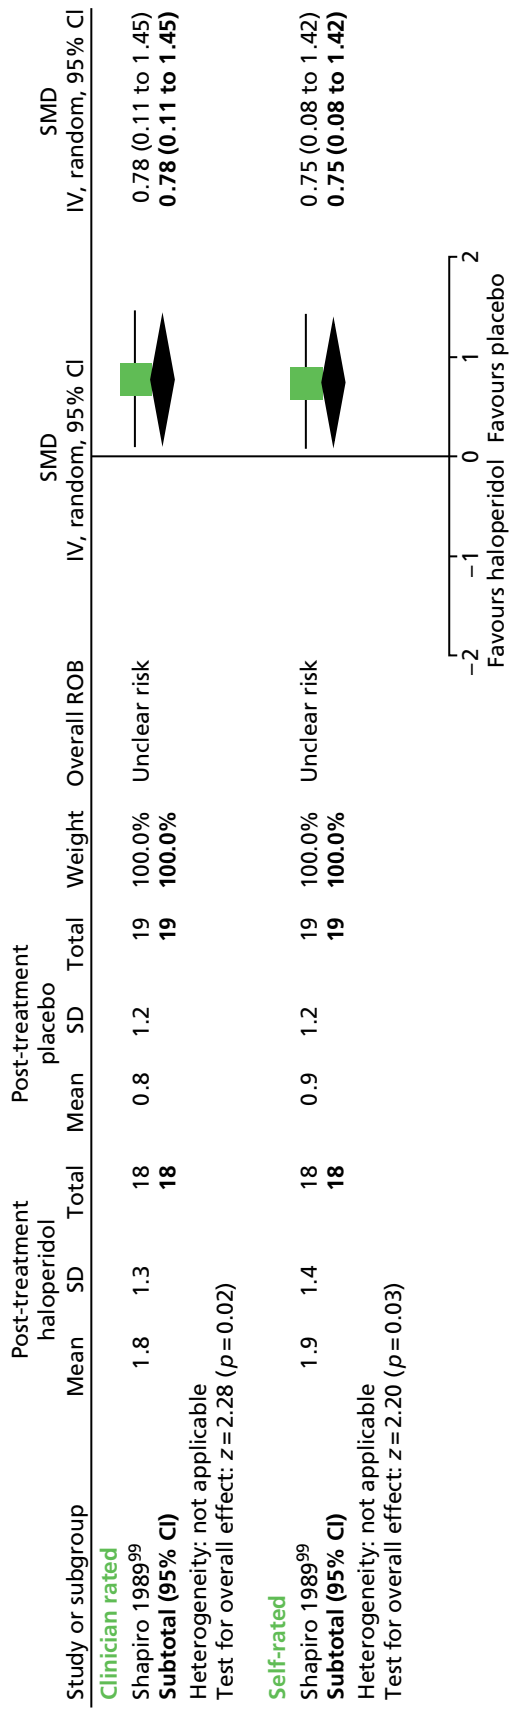 Post-treatment haloperidol Post-treatment placebo SMD SMD
Study or subgroup Mean SD Total Mean SD Total Weight Overall ROB IV, random, 95% CI IV, random, 95% CI
Clinician rated
Shapiro 1989⁹⁹ 1.8 1.3 18 0.8 1.2 19 100.0% Unclear risk 0.78 (0.11 to 1.45)
Subtotal (95% CI) 18 19 100.0% 0.78 (0.11 to 1.45)
Heterogeneity: not applicable
Test for overall effect: z = 2.28 (p = 0.02)
Self-rated
Shapiro 1989⁹⁹ 1.9 1.4 18 0.9 1.2 19 100.0% Unclear risk 0.75 (0.08 to 1.42)
Subtotal (95% CI) 18 19 100.0% 0.75 (0.08 to 1.42)
Heterogeneity: not applicable
Test for overall effect: z = 2.20 (p = 0.03)
−2 −1 0 1 2
Favours haloperidol Favours placebo